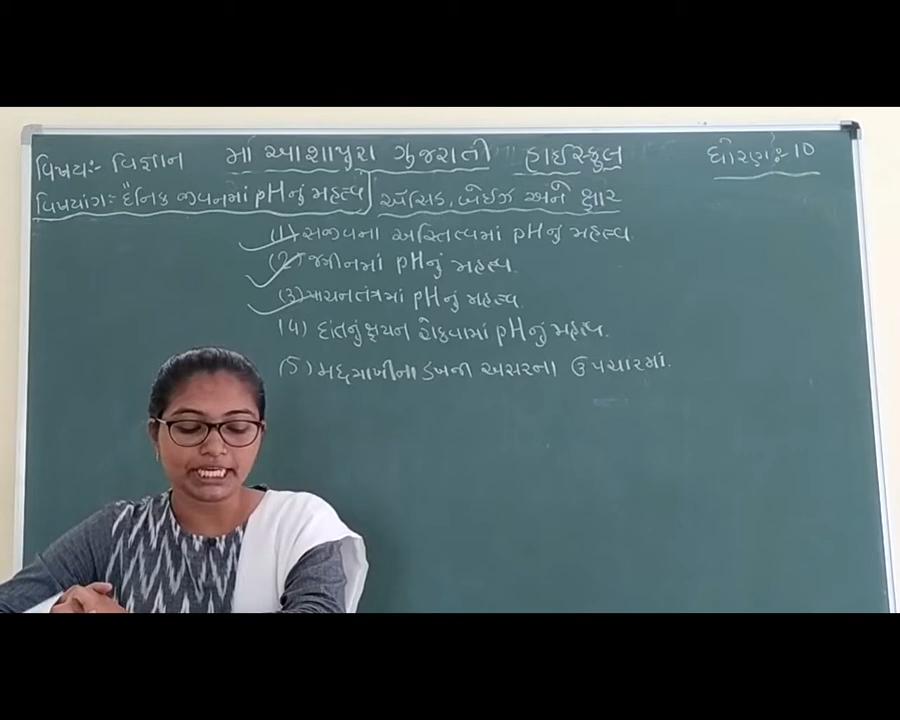 વિષય:- વિજ્ઞાન માઁ આશાપુરા ગુજરાતી હાઈસ્કુલ ધોરણ:- 10
વિષયાંગ:- દૈનિક જીવનમાં pHનું મહત્વ એસિડ, બેઈઝ અને ક્ષાર
(1) સજીવના અસ્તિત્વમાં pHનું મહત્વ.
(2) જમીનમાં pHનું મહત્વ.
(3) પાચનતંત્રમાં pHનું મહત્વ.
(4) દાંતનું ક્ષયન રોકવામાં pHનું મહત્વ.
(5) મધમાખીના ડંખની અસરના ઉપચારમાં.